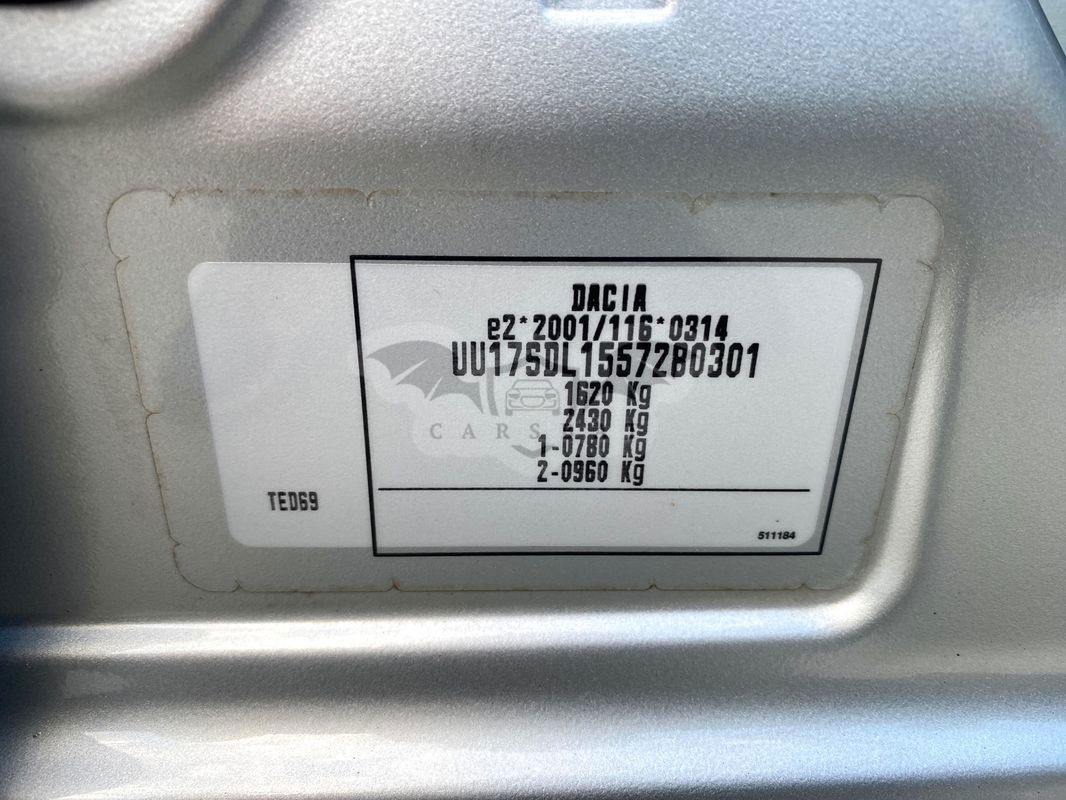 DACIA
e2*2001/116*0314
UU17SDL1557280301
1620 Kg
2430 Kg
1-0780 Kg
2-0960 Kg
CARS
TED69
511184